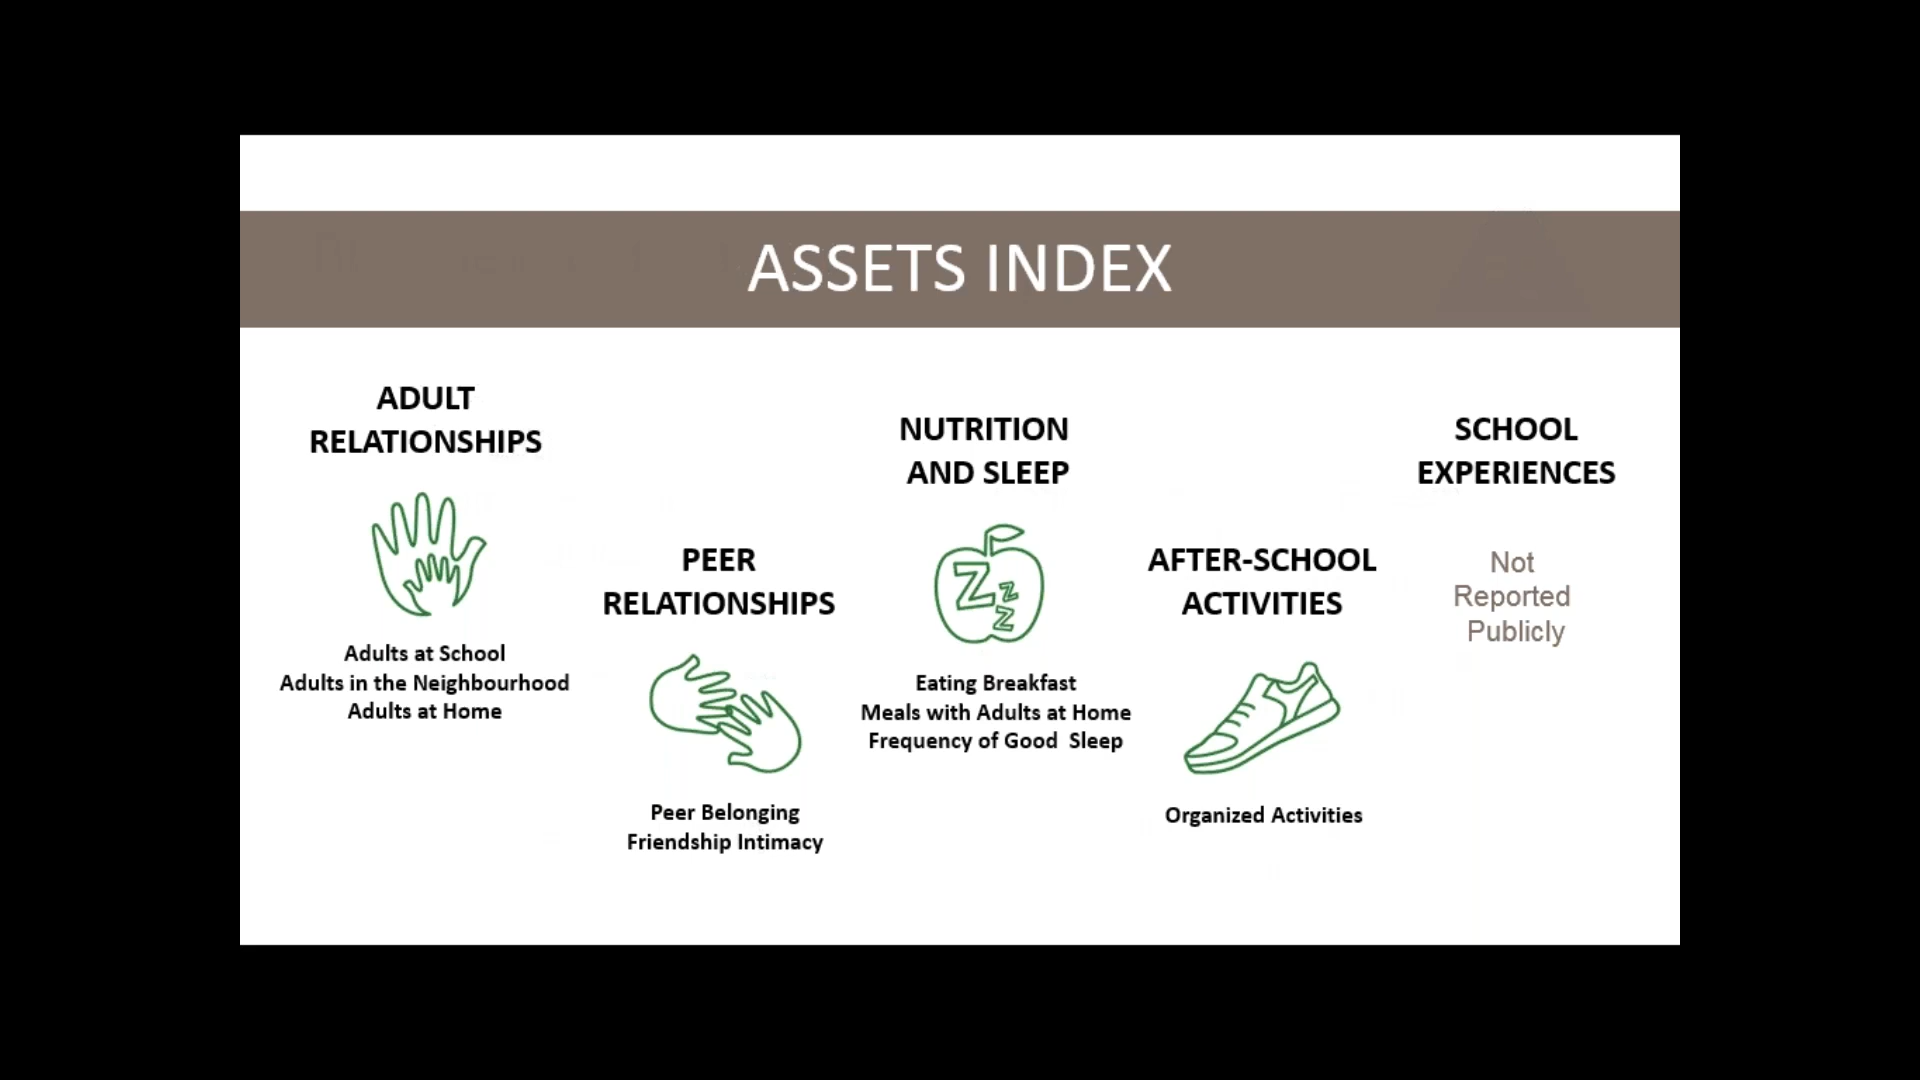 ASSETS INDEX
ADULT
RELATIONSHIPS
Adults at School
Adults in the Neighbourhood
Adults at Home
PEER
RELATIONSHIPS
Peer Belonging
Friendship Intimacy
NUTRITION
AND SLEEP
Z z z
Eating Breakfast
Meals with Adults at Home
Frequency of Good Sleep
AFTER-SCHOOL
ACTIVITIES
Organized Activities
SCHOOL
EXPERIENCES
Not
Reported
Publicly